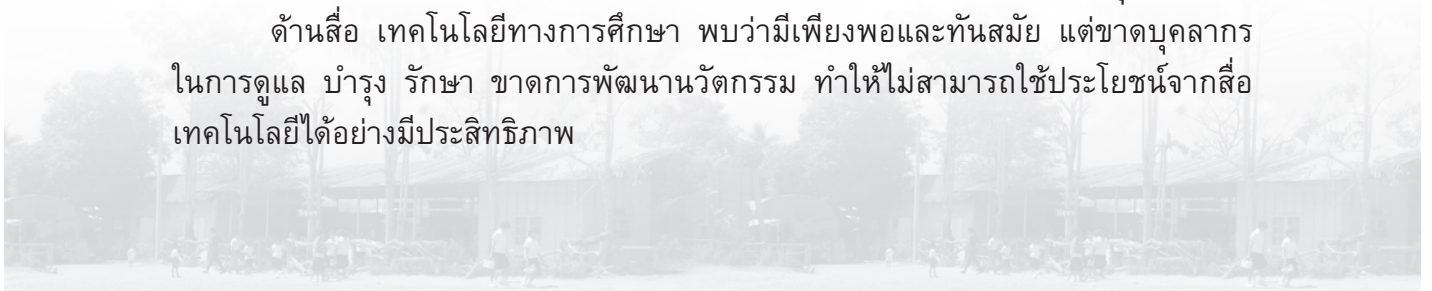 ด้านสื่อ เทคโนโลยีทางการศึกษา พบว่ามีเพียงพอและทันสมัย แต่ขาดบุคลากร
ในการดูแล บำรุง รักษา ขาดการพัฒนานวัตกรรม ทำให้ไม่สามารถใช้ประโยชน์จากสื่อ
เทคโนโลยีได้อย่างมีประสิทธิภาพ